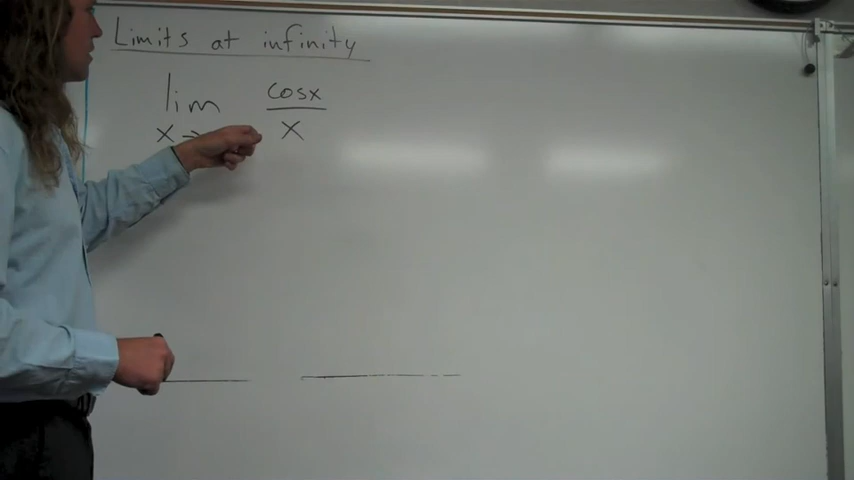 Limits at infinity
lim cosx
x → x